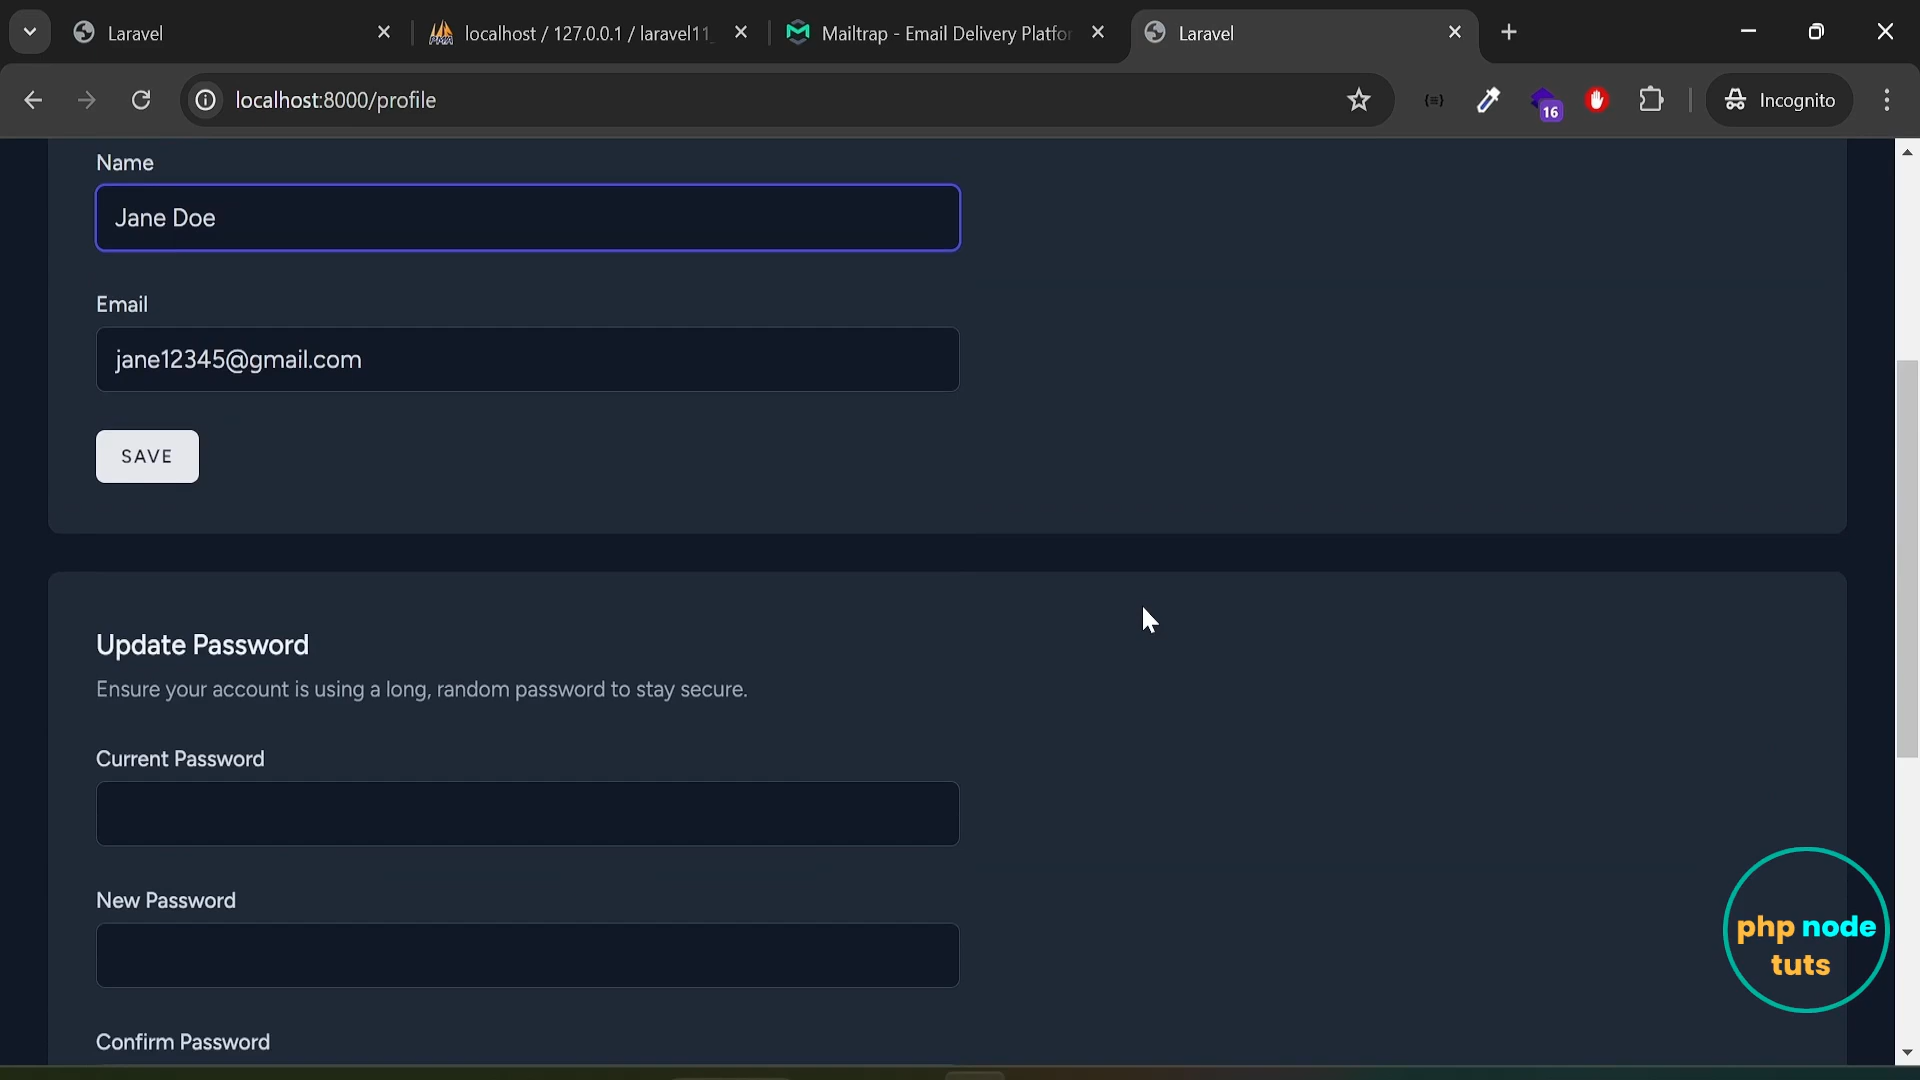 Laravel
localhost / 127.0.0.1 / laravel11_
Mailtrap - Email Delivery Platfor
Laravel
localhost:8000/profile
16
Incognito
Name
Jane Doe
Email
jane12345@gmail.com
SAVE
Update Password
Ensure your account is using a long, random password to stay secure.
Current Password
New Password
Confirm Password
php node
tuts